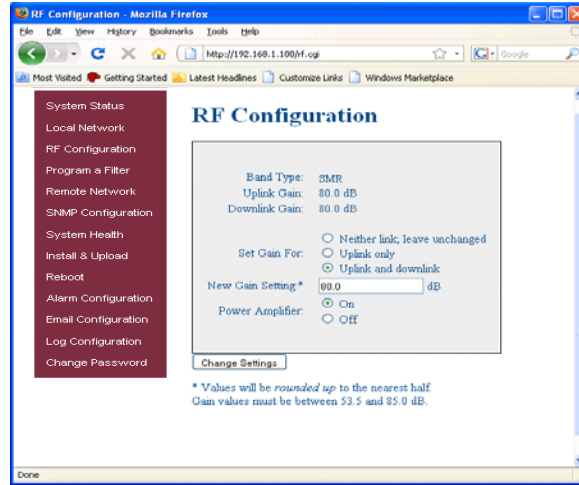 RF Configuration - Mozilla Firefox
File Edit View History Bookmarks Tools Help
http://192.168.1.100/rf.cgi
Google
Most Visited Getting Started Latest Headlines Customize Links Windows Marketplace
System Status
Local Network
RF Configuration
Program a Filter
Remote Network
SNMP Configuration
System Health
Install & Upload
Reboot
Alarm Configuration
Email Configuration
Log Configuration
Change Password
RF Configuration
Band Type: SMR
Uplink Gain: 80.0 dB
Downlink Gain: 80.0 dB
Set Gain For: Neither link; leave unchanged
Uplink only
Uplink and downlink
New Gain Setting:* 80.0 dB
Power Amplifier: On
Off
Change Settings
* Values will be rounded up to the nearest half.
Gain values must be between 53.5 and 85.0 dB.
Done